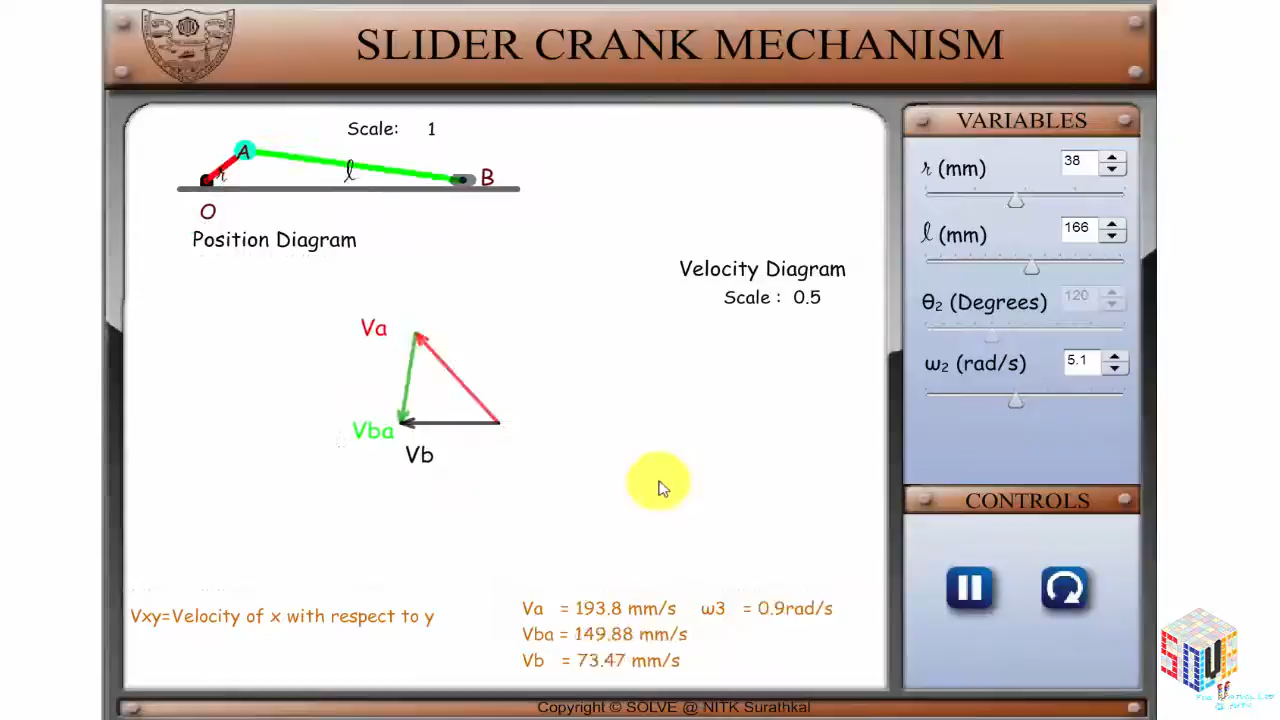 SLIDER CRANK MECHANISM
Scale: 1
A
r
l
B
O
Position Diagram
Velocity Diagram
Scale : 0.5
Va
Vba
Vb
Vxy=Velocity of x with respect to y
Va = 193.8 mm/s ω3 = 0.9rad/s
Vba = 149.88 mm/s
Vb = 73.47 mm/s
VARIABLES
r (mm) 38
l (mm) 166
θ2 (Degrees) 120
ω2 (rad/s) 5.1
CONTROLS
Copyright © SOLVE @ NITK Surathkal
SOLVE